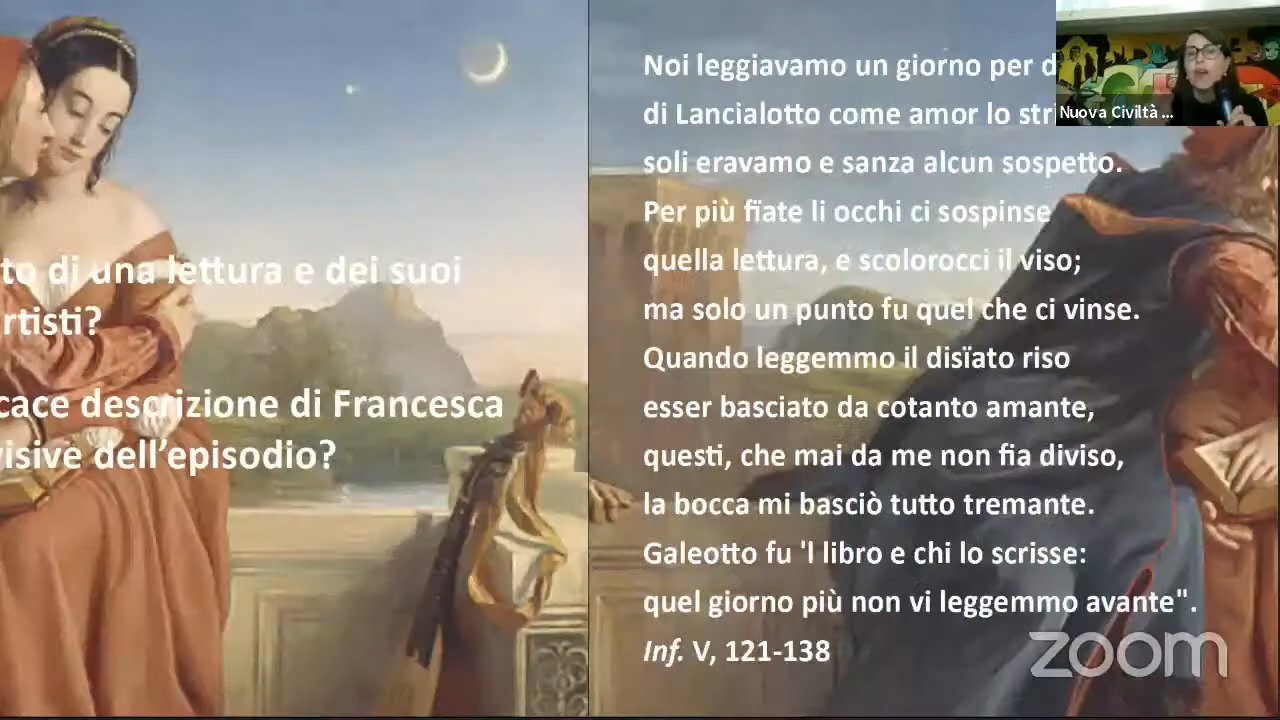 to di una lettura e dei suoi
rtisti?
cace descrizione di Francesca
visive dell'episodio?
Noi leggiavamo un giorno per d
di Lancialotto come amor lo stri
soli eravamo e sanza alcun sospetto.
Per più fïate li occhi ci sospinse
quella lettura, e scolorocci il viso;
ma solo un punto fu quel che ci vinse.
Quando leggemmo il disïato riso
esser basciato da cotanto amante,
questi, che mai da me non fia diviso,
la bocca mi basciò tutto tremante.
Galeotto fu 'l libro e chi lo scrisse:
quel giorno più non vi leggemmo avante".
Inf. V, 121-138
Nuova Civiltà ...
zoom